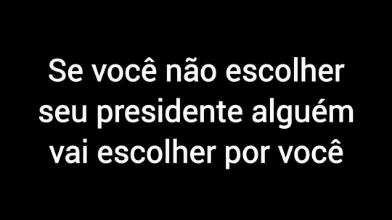 Se você não escolher
seu presidente alguém
vai escolher por você